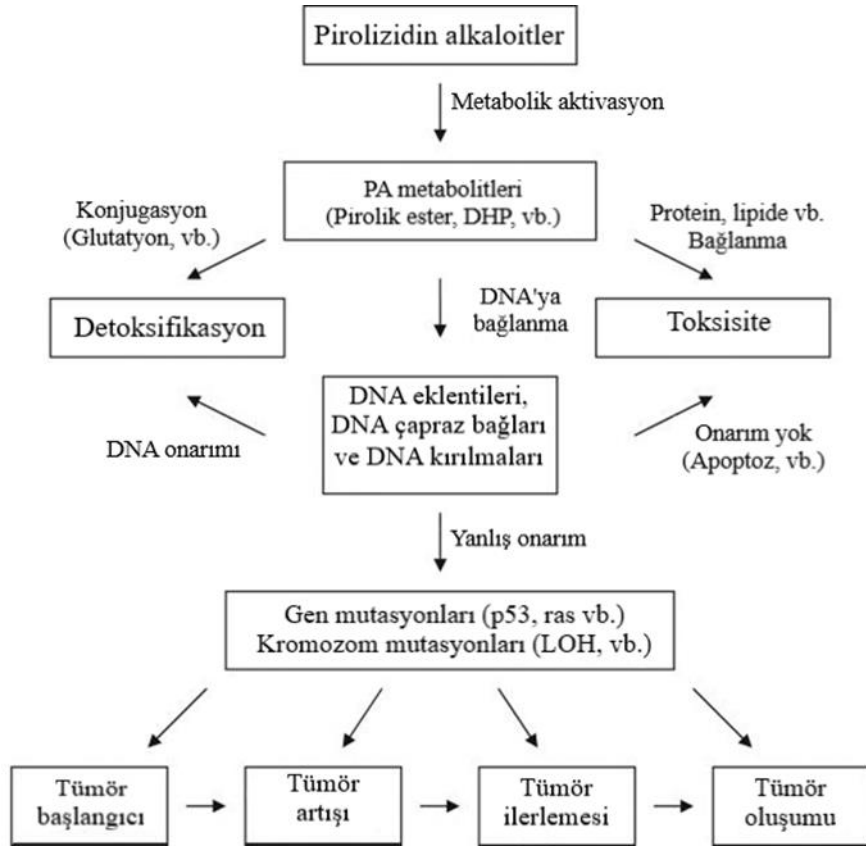 Pirolizidin alkaloitler
Metabolik aktivasyon
PA metabolitleri
(Pirolik ester, DHP, vb.)
Konjugasyon
(Glutatyon, vb.)
Protein, lipide vb.
Bağlanma
Detoksifikasyon
DNA'ya
bağlanma
Toksisite
DNA eklentileri,
DNA çapraz bağları
ve DNA kırılmaları
DNA onarımı
Onarım yok
(Apoptoz, vb.)
Yanlış onarım
Gen mutasyonları (p53, ras vb.)
Kromozom mutasyonları (LOH, vb.)
Tümör
başlangıcı
Tümör
artışı
Tümör
ilerlemesi
Tümör
oluşumu